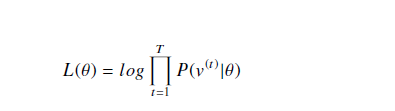 L(θ) = log ∏_{t=1}^{T} P(v^{(t)}|θ)